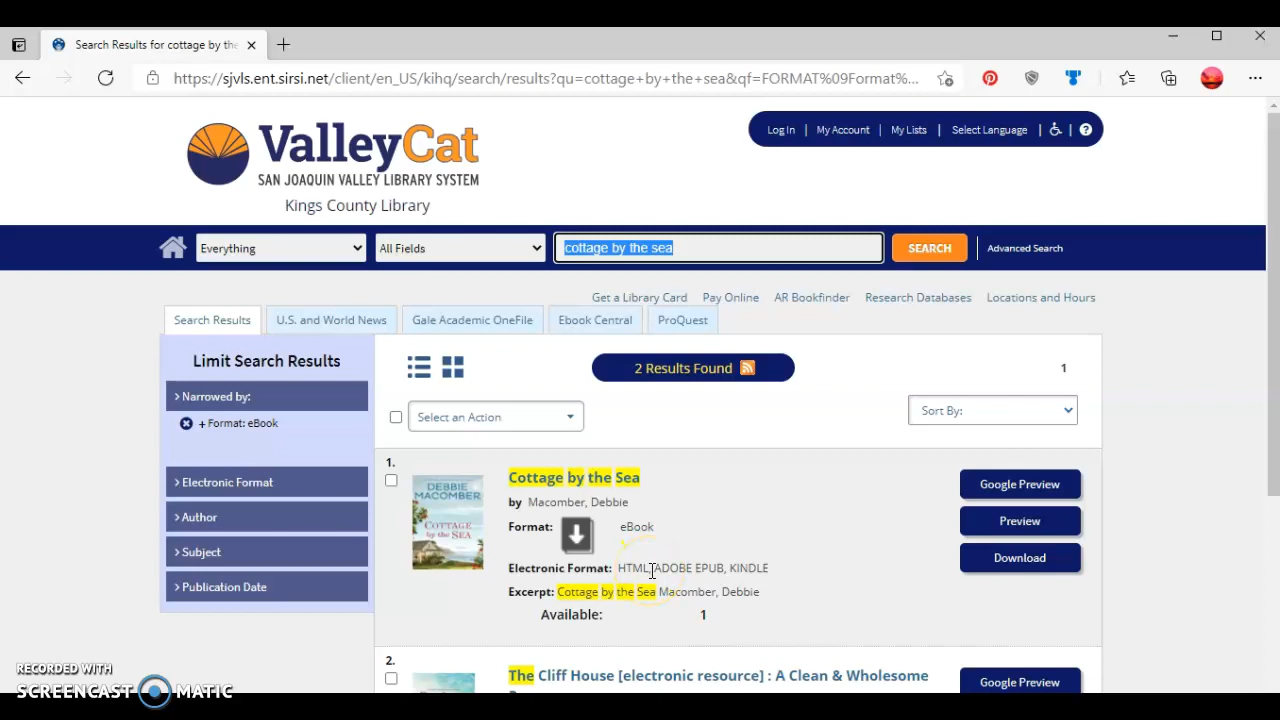 Search Results for cottage by the
https://sjvls.ent.sirsi.net/client/en_US/kihq/search/results?qu=cottage+by+the+sea&qf=FORMAT%09Format%...
ValleyCat
SAN JOAQUIN VALLEY LIBRARY SYSTEM
Kings County Library
Log In | My Account | My Lists | Select Language | ?
Everything All Fields cottage by the sea SEARCH Advanced Search
Get a Library Card Pay Online AR Bookfinder Research Databases Locations and Hours
Search Results U.S. and World News Gale Academic OneFile Ebook Central ProQuest
Limit Search Results
Narrowed by:
+ Format: eBook
Electronic Format
Author
Subject
Publication Date
2 Results Found
1
Select an Action
Sort By:
1.
DEBBIE
MACOMBER
COTTAGE
by the SEA
Cottage by the Sea
by Macomber, Debbie
Format: eBook
Electronic Format: HTML, ADOBE EPUB, KINDLE
Excerpt: Cottage by the Sea Macomber, Debbie
Available: 1
Google Preview
Preview
Download
2.
The Cliff House [electronic resource] : A Clean & Wholesome
Google Preview
RECORDED WITH
SCREENCAST MATIC